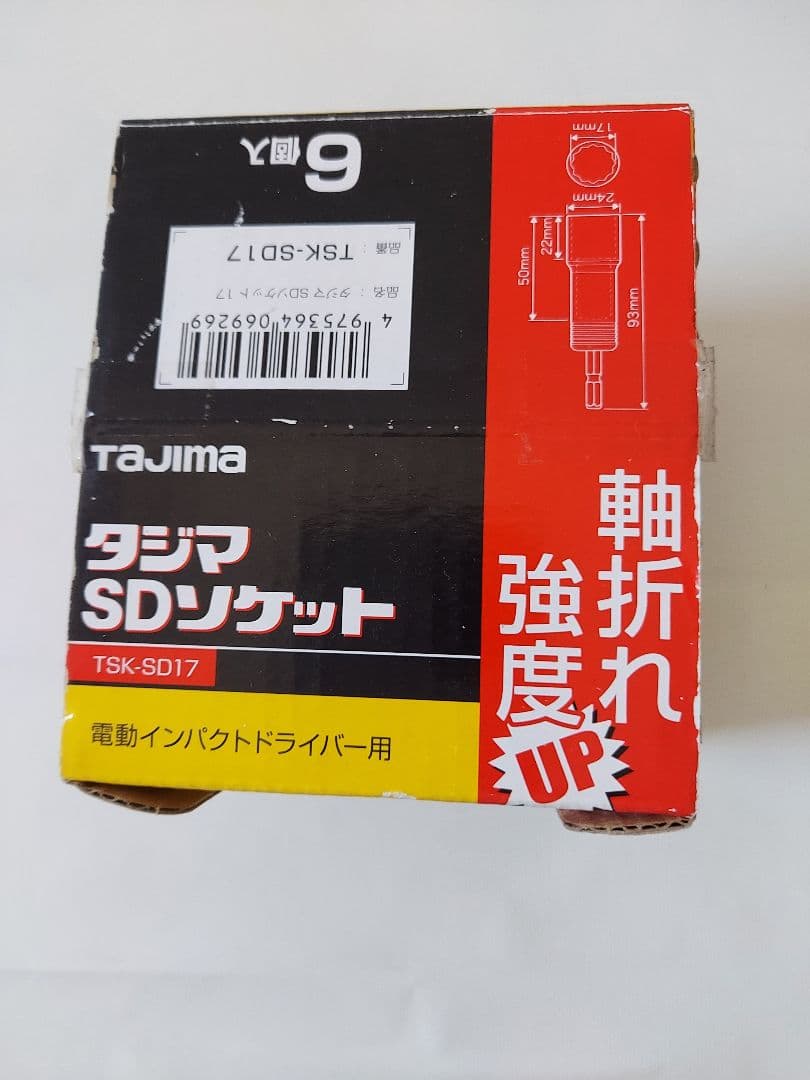 6個入
品番 : TSK-SD17
品名 : タジマSDソケット17
4 975364 069269
17mm
24mm
22mm
50mm
93mm
TAJIMA
タジマ
SDソケット
TSK-SD17
電動インパクトドライバー用
軸折れ
強度
UP